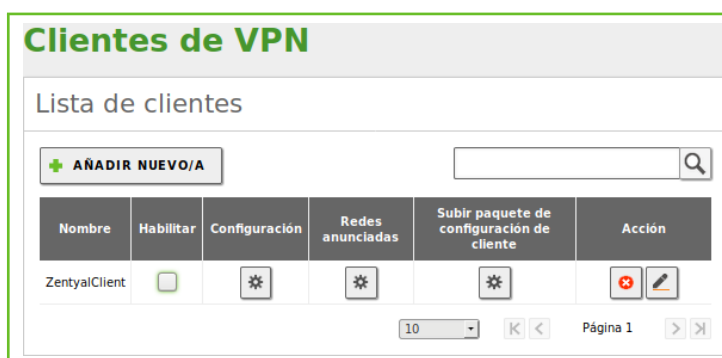 Clientes de VPN
Lista de clientes
AÑADIR NUEVO/A
Nombre
Habilitar
Configuración
Redes
anunciadas
Subir paquete de
configuración de
cliente
Acción
ZentyalClient
10
Página 1